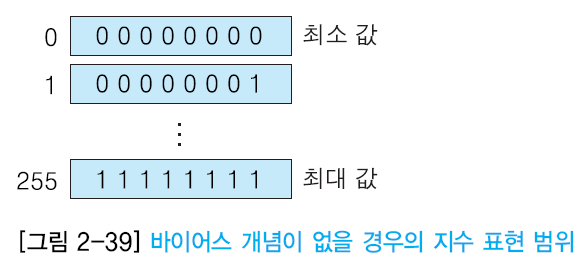 0 0 0 0 0 0 0 0 0 최소 값
1 0 0 0 0 0 0 0 1
⋮
255 1 1 1 1 1 1 1 1 최대 값
[그림 2-39] 바이어스 개념이 없을 경우의 지수 표현 범위